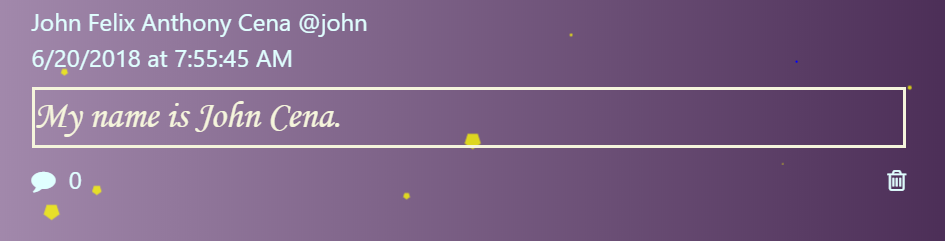 John Felix Anthony Cena @john
6/20/2018 at 7:55:45 AM
My name is John Cena.
0